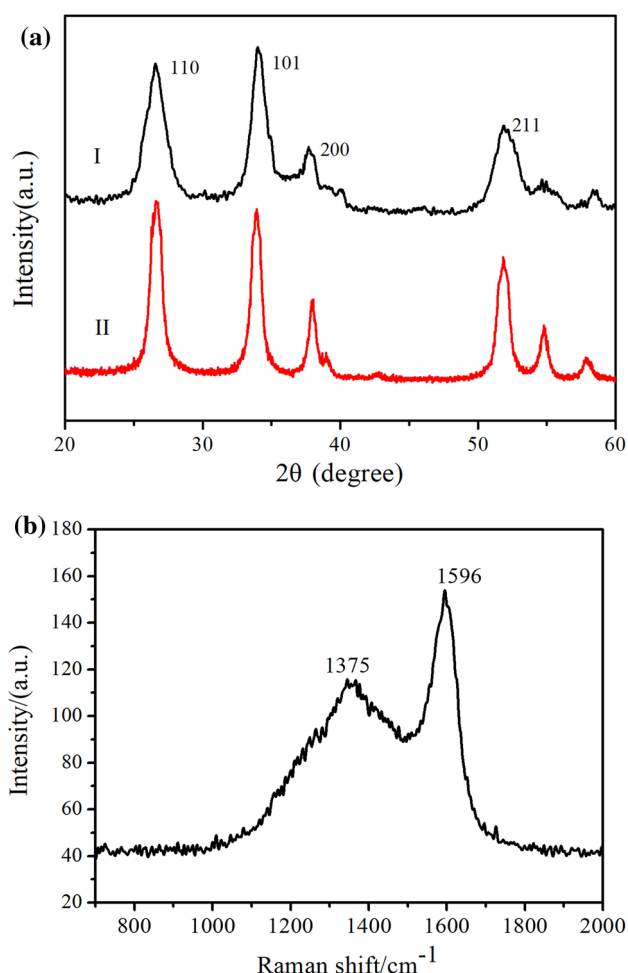 (a)
110
101
200
211
I
II
Intensity(a.u.)
20 30 40 50 60
2θ (degree)
(b)
180
160
140
120
100
80
60
40
20
1375
1596
Intensity/(a.u.)
800 1000 1200 1400 1600 1800 2000
Raman shift/cm-1